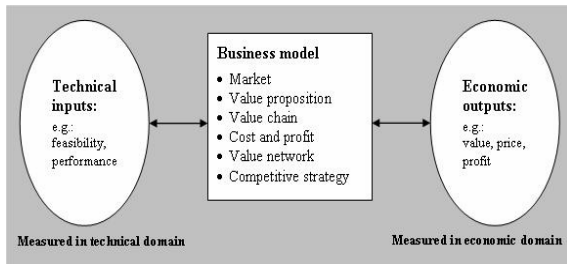 Technical
inputs:
e.g.:
feasibility,
performance
Business model
• Market
• Value proposition
• Value chain
• Cost and profit
• Value network
• Competitive strategy
Economic
outputs:
e.g.:
value, price,
profit
Measured in technical domain
Measured in economic domain